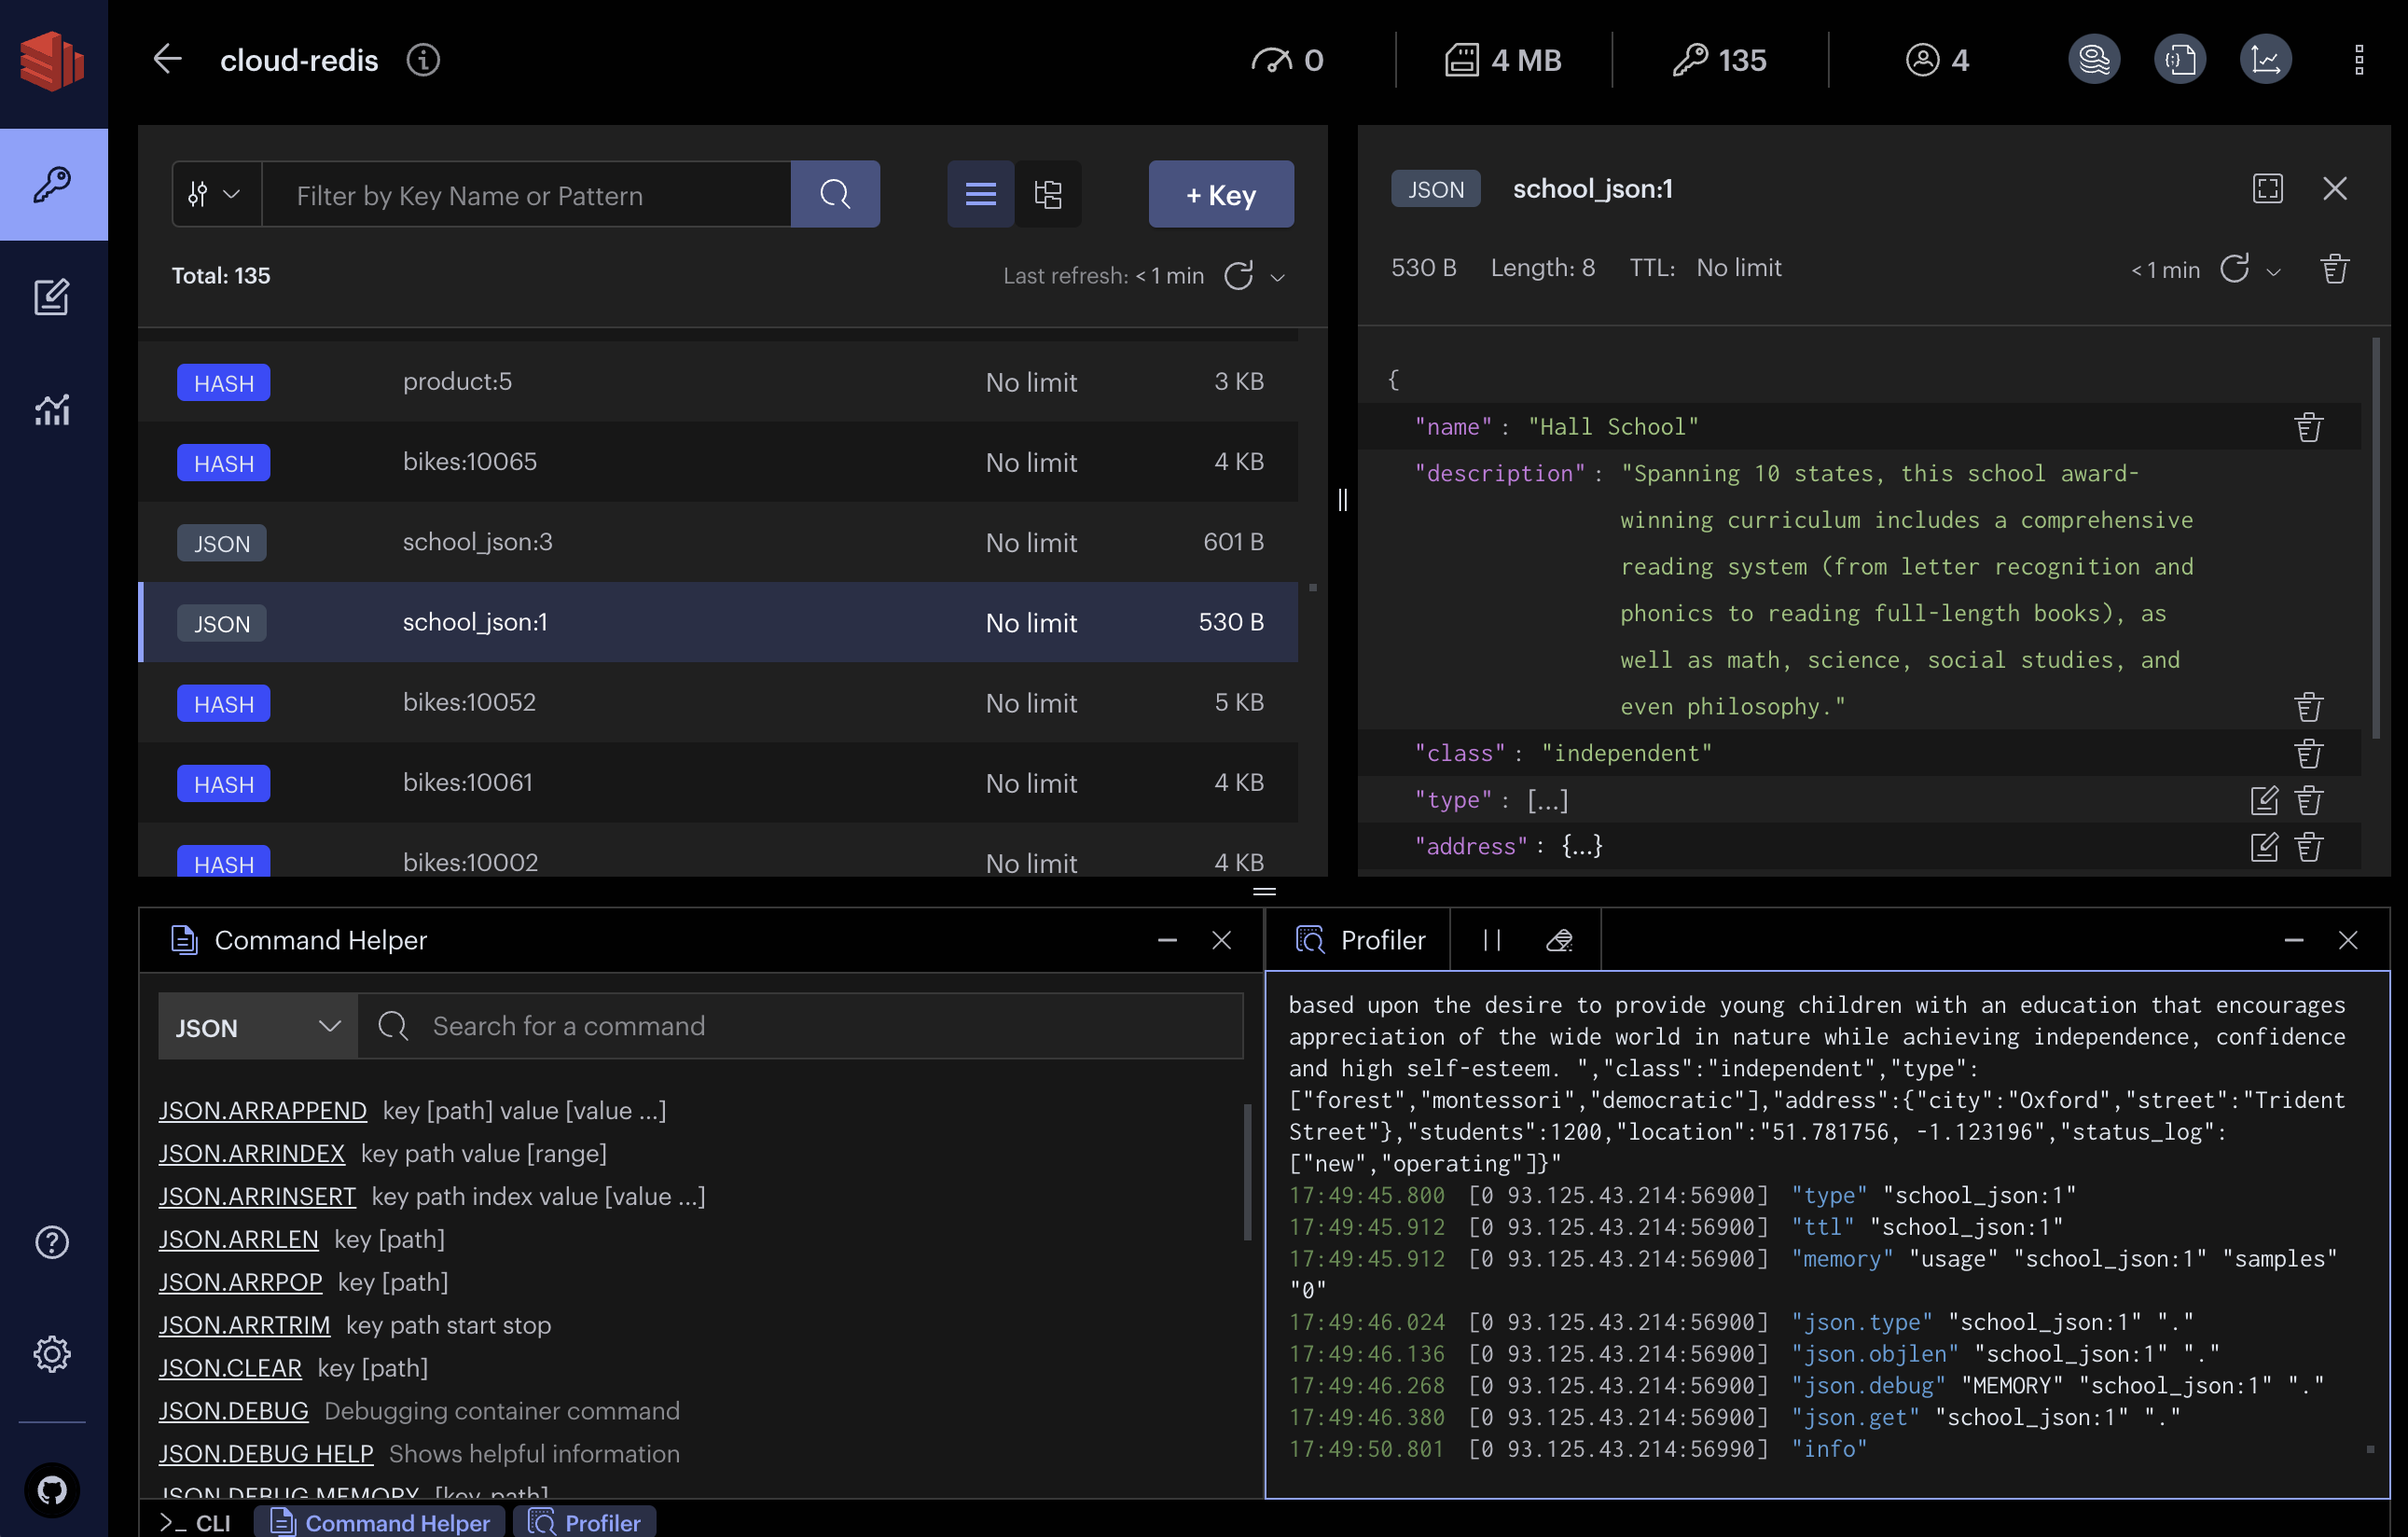 cloud-redis
0
4 MB
135
4
Filter by Key Name or Pattern
+ Key
Total: 135
Last refresh: < 1 min
HASH product:5 No limit 3 KB
HASH bikes:10065 No limit 4 KB
JSON school_json:3 No limit 601 B
JSON school_json:1 No limit 530 B
HASH bikes:10052 No limit 5 KB
HASH bikes:10061 No limit 4 KB
HASH bikes:10002 No limit 4 KB
JSON school_json:1
530 B Length: 8 TTL: No limit < 1 min
{
"name" : "Hall School"
"description" : "Spanning 10 states, this school award-
winning curriculum includes a comprehensive
reading system (from letter recognition and
phonics to reading full-length books), as
well as math, science, social studies, and
even philosophy."
"class" : "independent"
"type" : [...]
"address" : {...}
Command Helper
JSON Search for a command
JSON.ARRAPPEND key [path] value [value ...]
JSON.ARRINDEX key path value [range]
JSON.ARRINSERT key path index value [value ...]
JSON.ARRLEN key [path]
JSON.ARRPOP key [path]
JSON.ARRTRIM key path start stop
JSON.CLEAR key [path]
JSON.DEBUG Debugging container command
JSON.DEBUG HELP Shows helpful information
JSON.DEBUG MEMORY [key, path]
Profiler
based upon the desire to provide young children with an education that encourages
appreciation of the wide world in nature while achieving independence, confidence
and high self-esteem. ","class":"independent","type":
["forest","montessori","democratic"],"address":{"city":"Oxford","street":"Trident
Street"},"students":1200,"location":"51.781756, -1.123196","status_log":
["new","operating"]}"
17:49:45.800 [0 93.125.43.214:56900] "type" "school_json:1"
17:49:45.912 [0 93.125.43.214:56900] "ttl" "school_json:1"
17:49:45.912 [0 93.125.43.214:56900] "memory" "usage" "school_json:1" "samples"
"0"
17:49:46.024 [0 93.125.43.214:56900] "json.type" "school_json:1" "."
17:49:46.136 [0 93.125.43.214:56900] "json.objlen" "school_json:1" "."
17:49:46.268 [0 93.125.43.214:56900] "json.debug" "MEMORY" "school_json:1" "."
17:49:46.380 [0 93.125.43.214:56900] "json.get" "school_json:1" "."
17:49:50.801 [0 93.125.43.214:56990] "info"
>_ CLI
Command Helper
Profiler